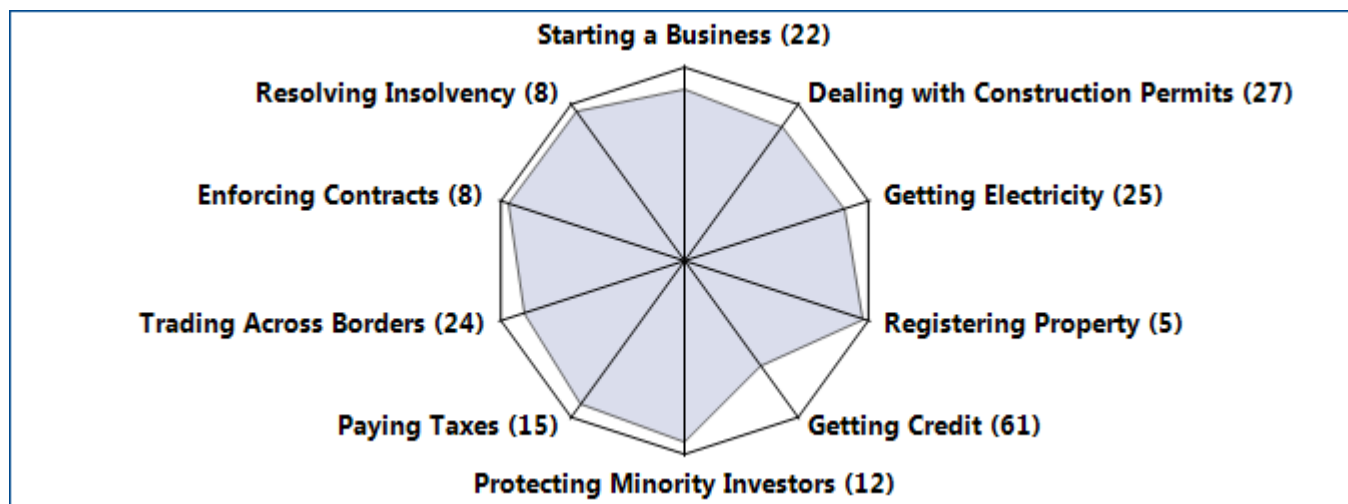 Starting a Business (22)
Resolving Insolvency (8)
Dealing with Construction Permits (27)
Enforcing Contracts (8)
Getting Electricity (25)
Trading Across Borders (24)
Registering Property (5)
Paying Taxes (15)
Getting Credit (61)
Protecting Minority Investors (12)